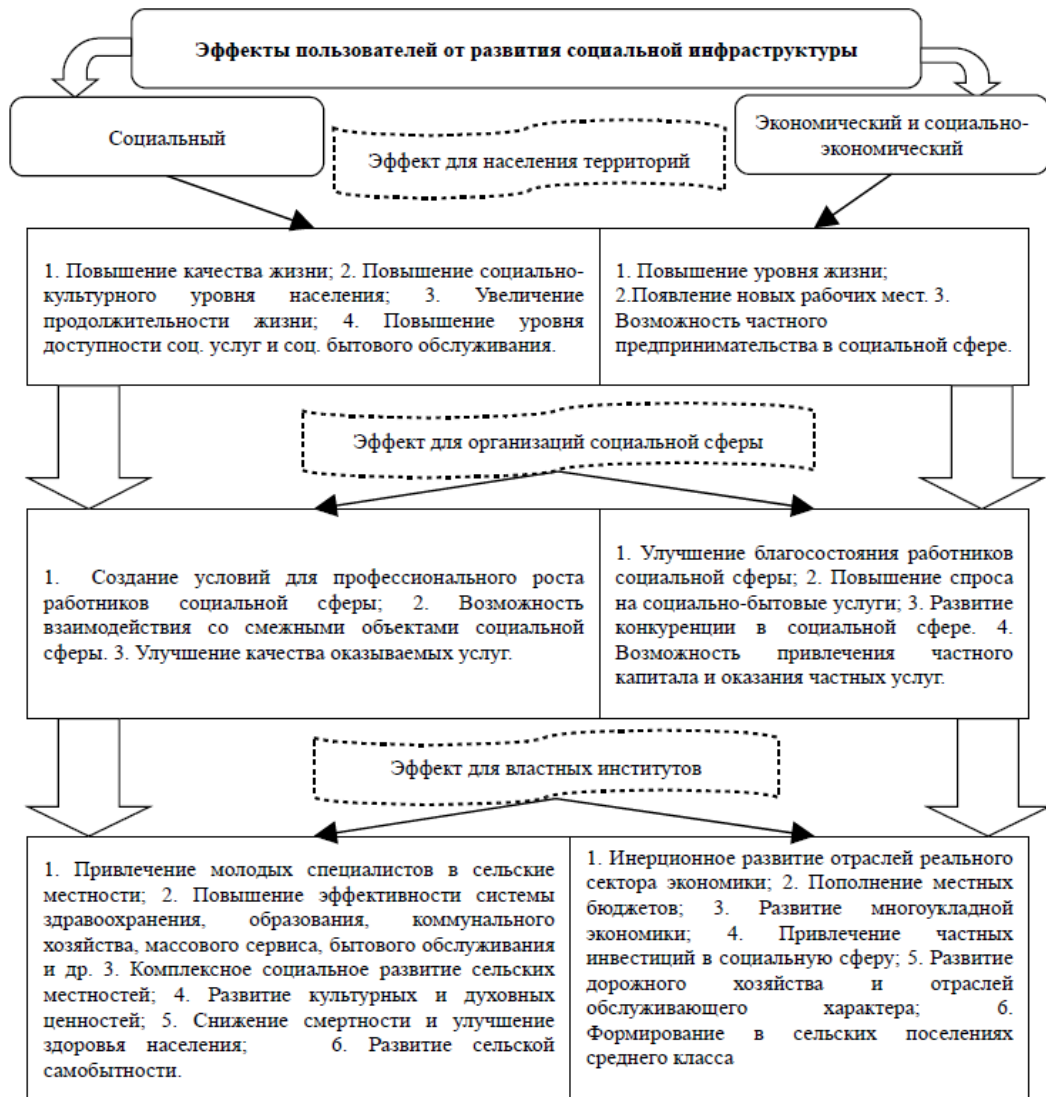 Эффекты пользователей от развития социальной инфраструктуры
Социальный
Экономический и социально-
экономический
Эффект для населения территорий
1. Повышение качества жизни; 2. Повышение социально-
культурного уровня населения; 3. Увеличение
продолжительности жизни; 4. Повышение уровня
доступности соц. услуг и соц. бытового обслуживания.
1. Повышение уровня жизни;
2.Появление новых рабочих мест. 3.
Возможность частного
предпринимательства в социальной сфере.
Эффект для организаций социальной сферы
1. Создание условий для профессионального роста
работников социальной сферы; 2. Возможность
взаимодействия со смежными объектами социальной
сферы. 3. Улучшение качества оказываемых услуг.
1. Улучшение благосостояния работников
социальной сферы; 2. Повышение спроса
на социально-бытовые услуги; 3. Развитие
конкуренции в социальной сфере. 4.
Возможность привлечения частного
капитала и оказания частных услуг.
Эффект для властных институтов
1. Привлечение молодых специалистов в сельские
местности; 2. Повышение эффективности системы
здравоохранения, образования, коммунального
хозяйства, массового сервиса, бытового обслуживания
и др. 3. Комплексное социальное развитие сельских
местностей; 4. Развитие культурных и духовных
ценностей; 5. Снижение смертности и улучшение
здоровья населения; 6. Развитие сельской
самобытности.
1. Инерционное развитие отраслей реального
сектора экономики; 2. Пополнение местных
бюджетов; 3. Развитие многоукладной
экономики; 4. Привлечение частных
инвестиций в социальную сферу; 5. Развитие
дорожного хозяйства и отраслей
обслуживающего характера; 6.
Формирование в сельских поселениях
среднего класса